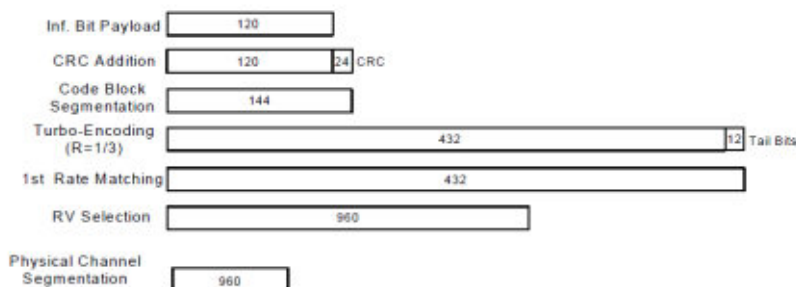 Inf. Bit Payload 120
CRC Addition 120 24 CRC
Code Block
Segmentation 144
Turbo-Encoding
(R=1/3) 432 12 Tail Bits
1st Rate Matching 432
RV Selection 960
Physical Channel
Segmentation 960